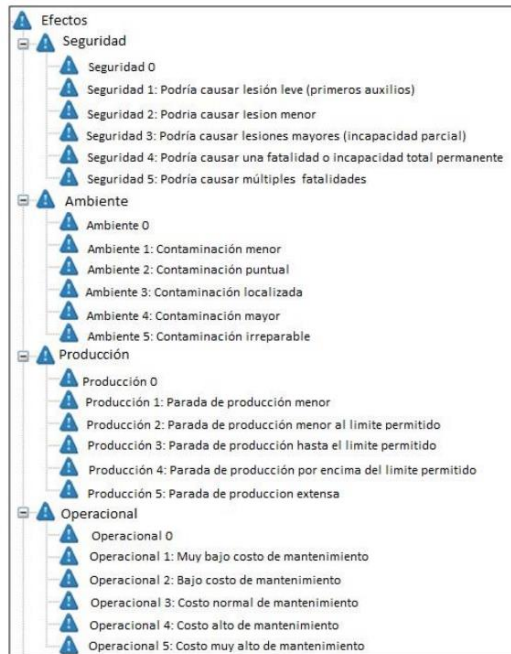 Efectos
Seguridad
Seguridad 0
Seguridad 1: Podría causar lesión leve (primeros auxilios)
Seguridad 2: Podria causar lesion menor
Seguridad 3: Podría causar lesiones mayores (incapacidad parcial)
Seguridad 4: Podría causar una fatalidad o incapacidad total permanente
Seguridad 5: Podría causar múltiples fatalidades
Ambiente
Ambiente 0
Ambiente 1: Contaminación menor
Ambiente 2: Contaminación puntual
Ambiente 3: Contaminación localizada
Ambiente 4: Contaminación mayor
Ambiente 5: Contaminación irreparable
Producción
Producción 0
Producción 1: Parada de producción menor
Producción 2: Parada de producción menor al limite permitido
Producción 3: Parada de producción hasta el limite permitido
Producción 4: Parada de producción por encima del limite permitido
Producción 5: Parada de produccion extensa
Operacional
Operacional 0
Operacional 1: Muy bajo costo de mantenimiento
Operacional 2: Bajo costo de mantenimiento
Operacional 3: Costo normal de mantenimiento
Operacional 4: Costo alto de mantenimiento
Operacional 5: Costo muy alto de mantenimiento